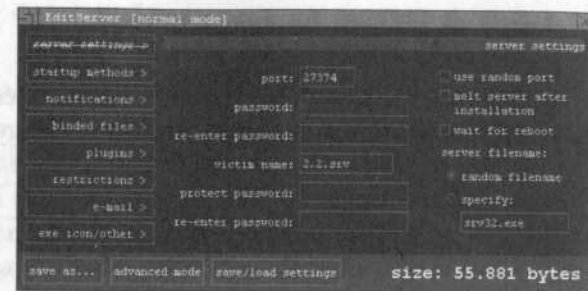 EditServer [normal mode]
server settings >
server settings
startup methods >
notifications >
binded files >
plugins >
restrictions >
e-mail >
exe icon/other >
port: 27374
password:
re-enter password:
victim name: 2.2.srv
protect password:
re-enter password:
use random port
melt server after
installation
wait for reboot
server filename:
random filename
specify:
srv32.exe
save as...
advanced mode
save/load settings
size: 55.881 bytes